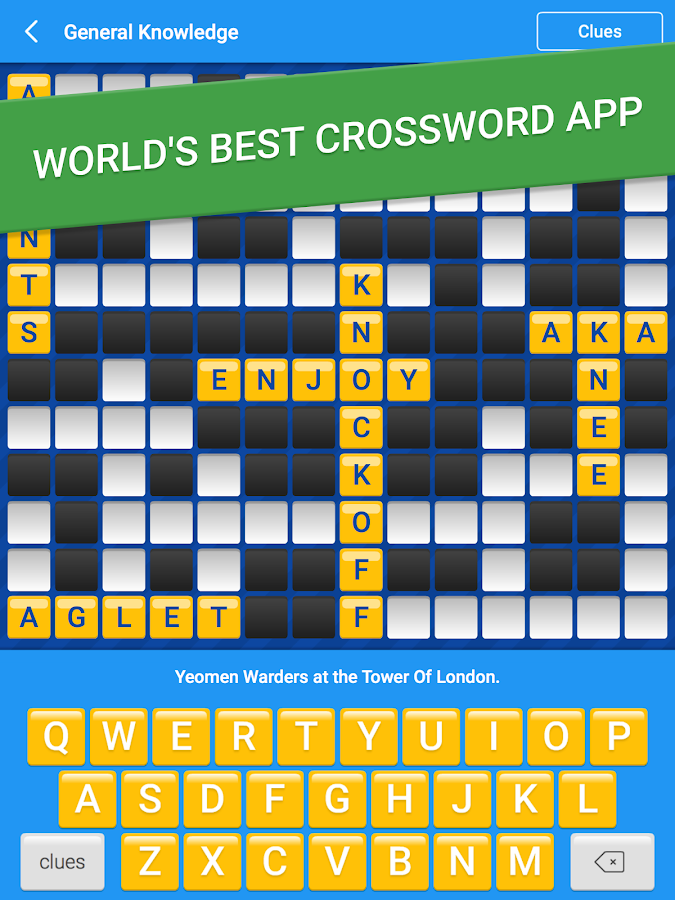 General Knowledge
Clues
A
WORLD'S BEST CROSSWORD APP
N
T K
S N A K A
E N J O Y N
C E
K E
O
F
A G L E T F
Yeomen Warders at the Tower Of London.
Q W E R T Y U I O P
A S D F G H J K L
clues Z X C V B N M